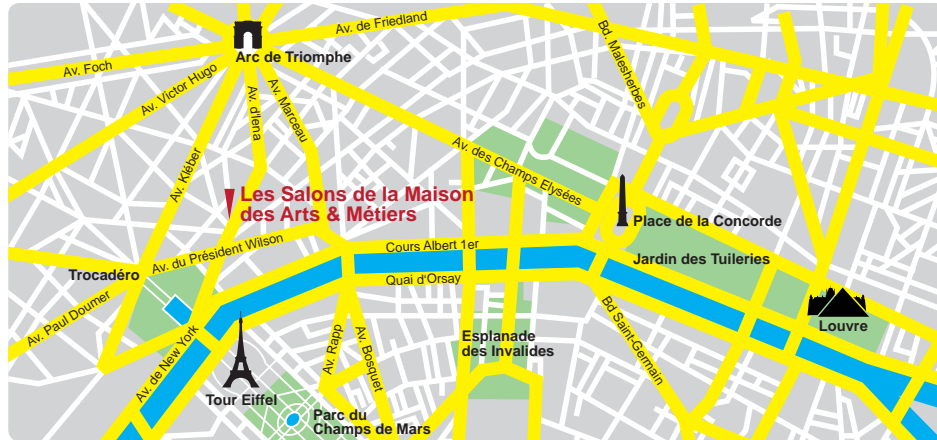 Av. de Friedland
Bd. Malesherbes
Arc de Triomphe
Av. Foch
Av. Victor Hugo
Av. d'Iena
Av. Marceau
Av. Kléber
Av. des Champs Elysées
Les Salons de la Maison
des Arts & Métiers
Place de la Concorde
Av. du Président Wilson
Cours Albert 1er
Jardin des Tuileries
Trocadéro
Quai d'Orsay
Av. Paul Doumer
Av. de New York
Louvre
Bd Saint-Germain
Esplanade
des Invalides
Av. Rapp
Av. Bosquet
Tour Eiffel
Parc du
Champs de Mars